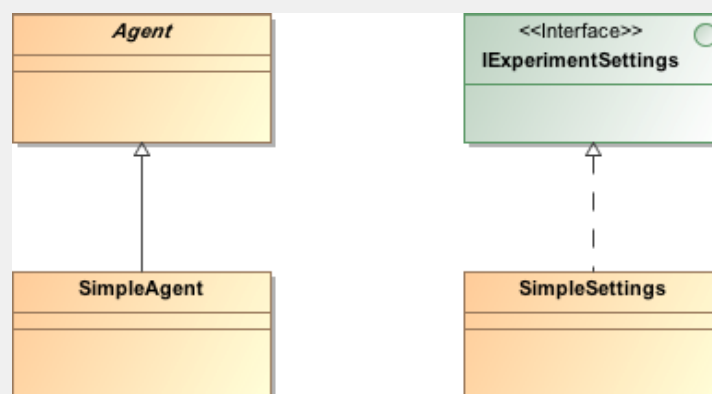 Agent
<<Interface>>
IExperimentSettings
SimpleAgent
SimpleSettings